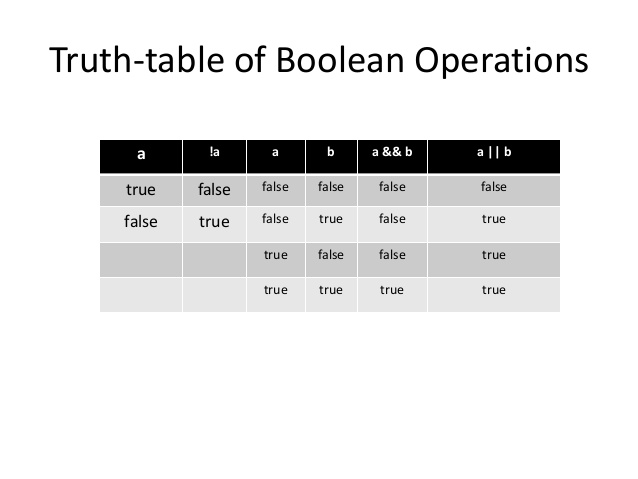 Truth-table of Boolean Operations
a !a a b a && b a || b
true false false false false false
false true false true false true
true false false true
true true true true